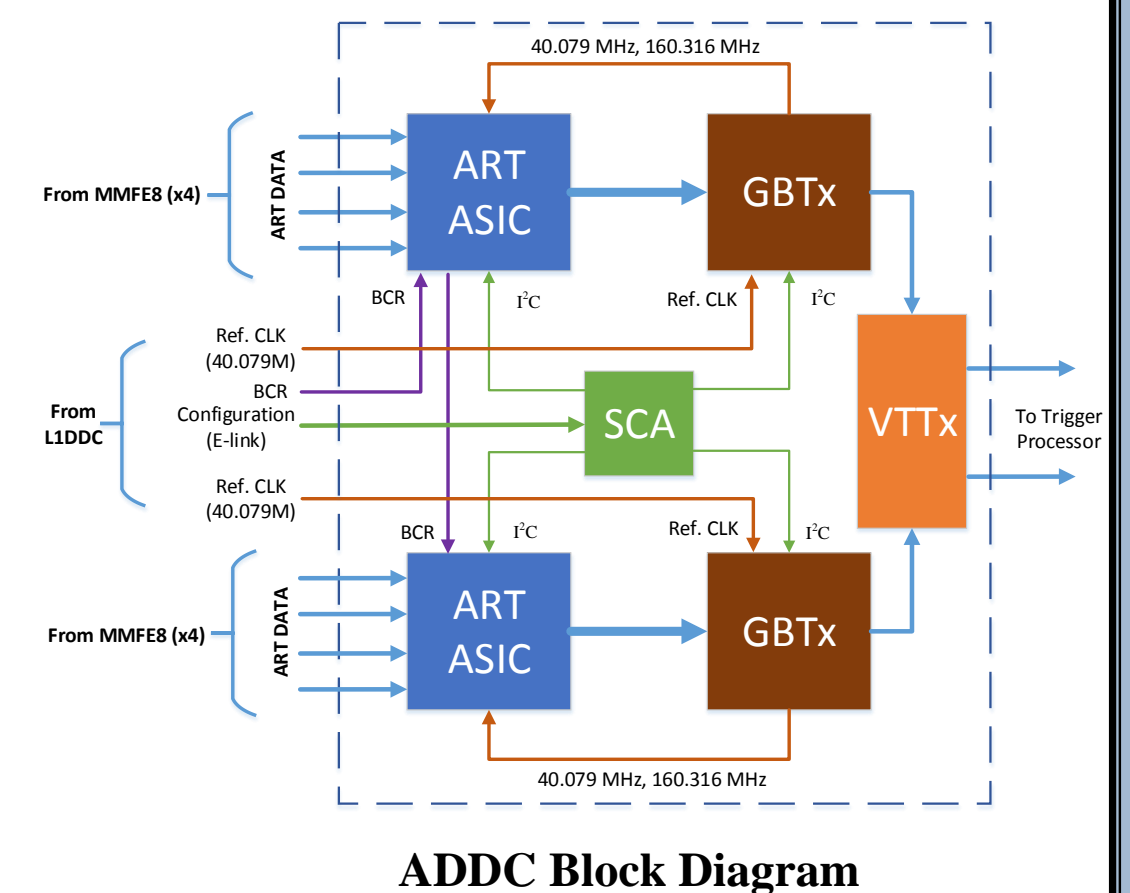 40.079 MHz, 160.316 MHz
From MMFE8 (x4)
ART DATA
ART
ASIC
GBTx
BCR
I²C
Ref. CLK
I²C
Ref. CLK
(40.079M)
BCR
From
L1DDC
Configuration
(E-link)
SCA
VTTx
To Trigger
Processor
Ref. CLK
(40.079M)
BCR
I²C
Ref. CLK
I²C
From MMFE8 (x4)
ART DATA
ART
ASIC
GBTx
40.079 MHz, 160.316 MHz
ADDC Block Diagram